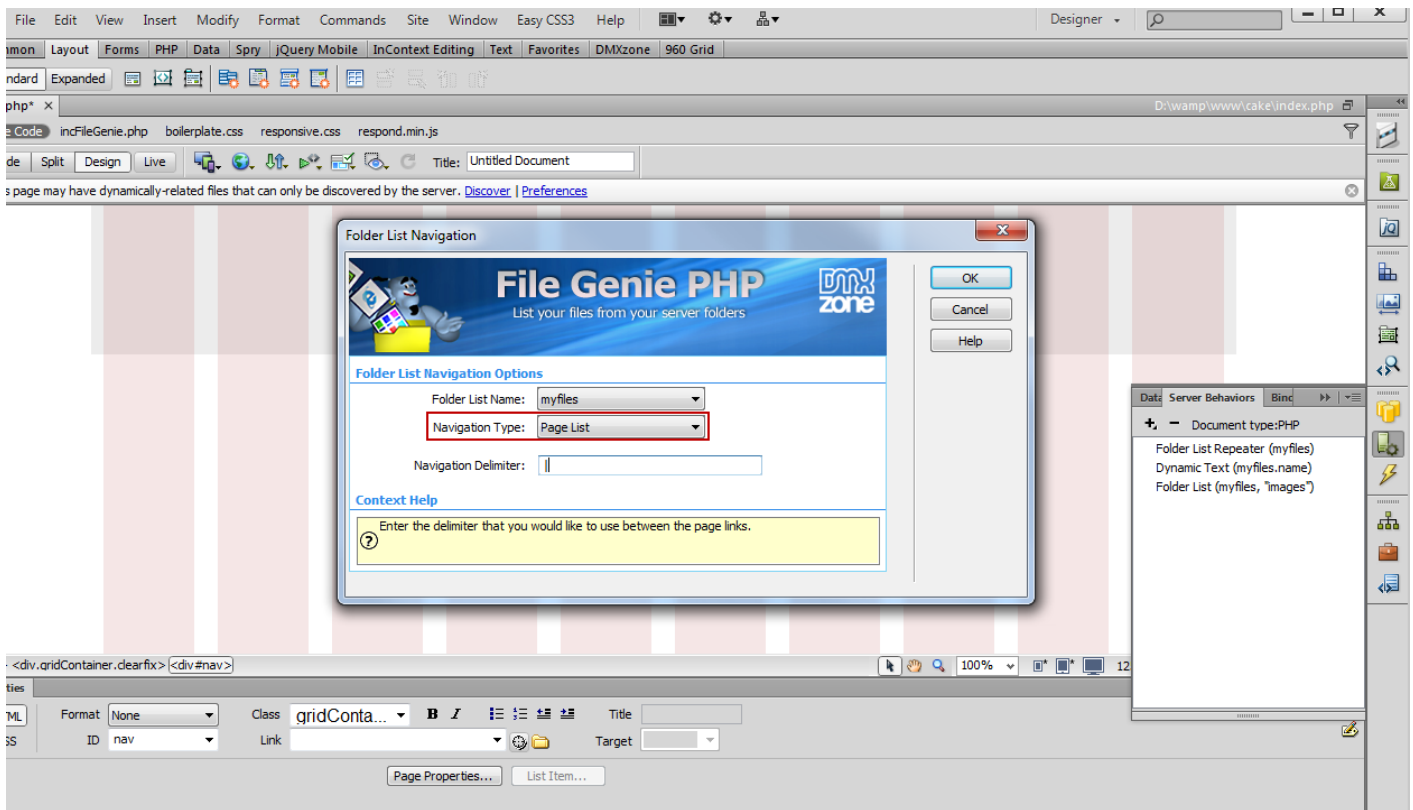 File Edit View Insert Modify Format Commands Site Window Easy CSS3 Help Designer
mmon Layout Forms PHP Data Spry jQuery Mobile InContext Editing Text Favorites DMXzone 960 Grid
ndard Expanded
php* × D:\wamp\www\cake\index.php
e Code incFileGenie.php boilerplate.css responsive.css respond.min.js
de Split Design Live Title: Untitled Document
s page may have dynamically-related files that can only be discovered by the server. Discover | Preferences
Folder List Navigation
File Genie PHP
List your files from your server folders
DMX
zone
OK
Cancel
Help
Folder List Navigation Options
Folder List Name: myfiles
Navigation Type: Page List
Navigation Delimiter: |
Context Help
Enter the delimiter that you would like to use between the page links.
Data Server Behaviors Bind
Document type:PHP
Folder List Repeater (myfiles)
Dynamic Text (myfiles.name)
Folder List (myfiles, "images")
<div.gridContainer.clearfix> <div#nav> 100% 12
ties
TML Format None Class gridConta... B I Title
SS ID nav Link Target
Page Properties... List Item...